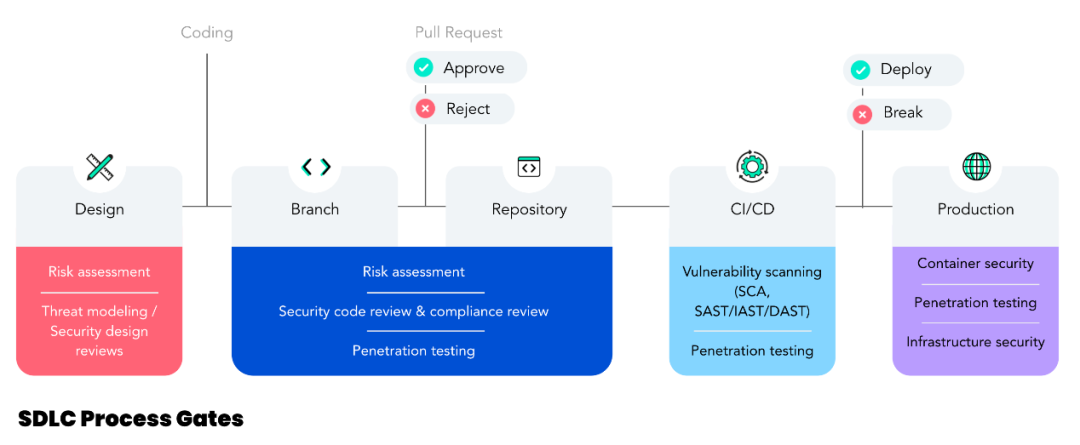 Coding
Pull Request
Approve
Reject
Deploy
Break
Design
Branch
Repository
CI/CD
Production
Risk assessment
Threat modeling /
Security design
reviews
Risk assessment
Security code review & compliance review
Penetration testing
Vulnerability scanning
(SCA,
SAST/IAST/DAST)
Penetration testing
Container security
Penetration testing
Infrastructure security
SDLC Process Gates